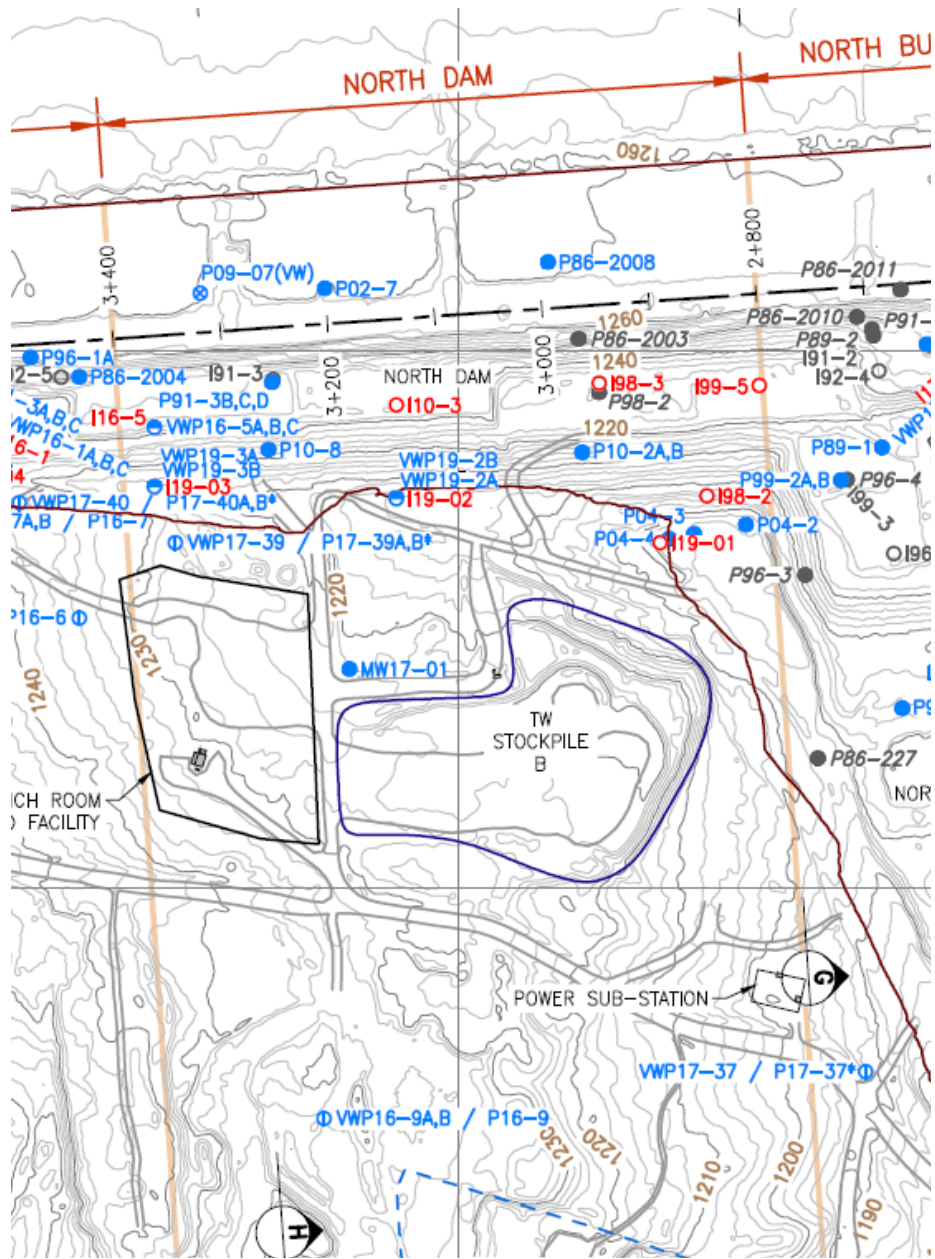 NORTH BU
NORTH DAM
1260
3+400
2+800
P09-07(VW)
P02-7
P86-2008
P86-2011
P86-2010
P91-
P89-2
1260
P86-2003
3+000
3+200
P96-1A
I91-2
1240
I92-4
P86-2004
I91-3
NORTH DAM
I98-3
I99-5
P98-2
P91-3B,C,D
I10-3
-3A,B,C
I16-5
VWP16-5A,B,C
1220
VWP16-1A,B,C
VWP19-3A
P10-8
VWP19-2B
P10-2A,B
P89-1
VWP19-3B
VWP19-2A
P99-2A,B
P96-4
I19-03
P17-40A,B*
I19-02
I98-2
I99-3
VWP17-40
7A,B / P16-7
P04-3
P04-2
VWP17-39 / P17-39A,B*
P04-4
I19-01
P96-3
1220
P16-6
1230
1240
MW17-01
TW
STOCKPILE
B
P86-227
NCH ROOM
FACILITY
G
POWER SUB-STATION
VWP17-37 / P17-37*
VWP16-9A,B / P16-9
1230
1220
1210
1200
1190
H